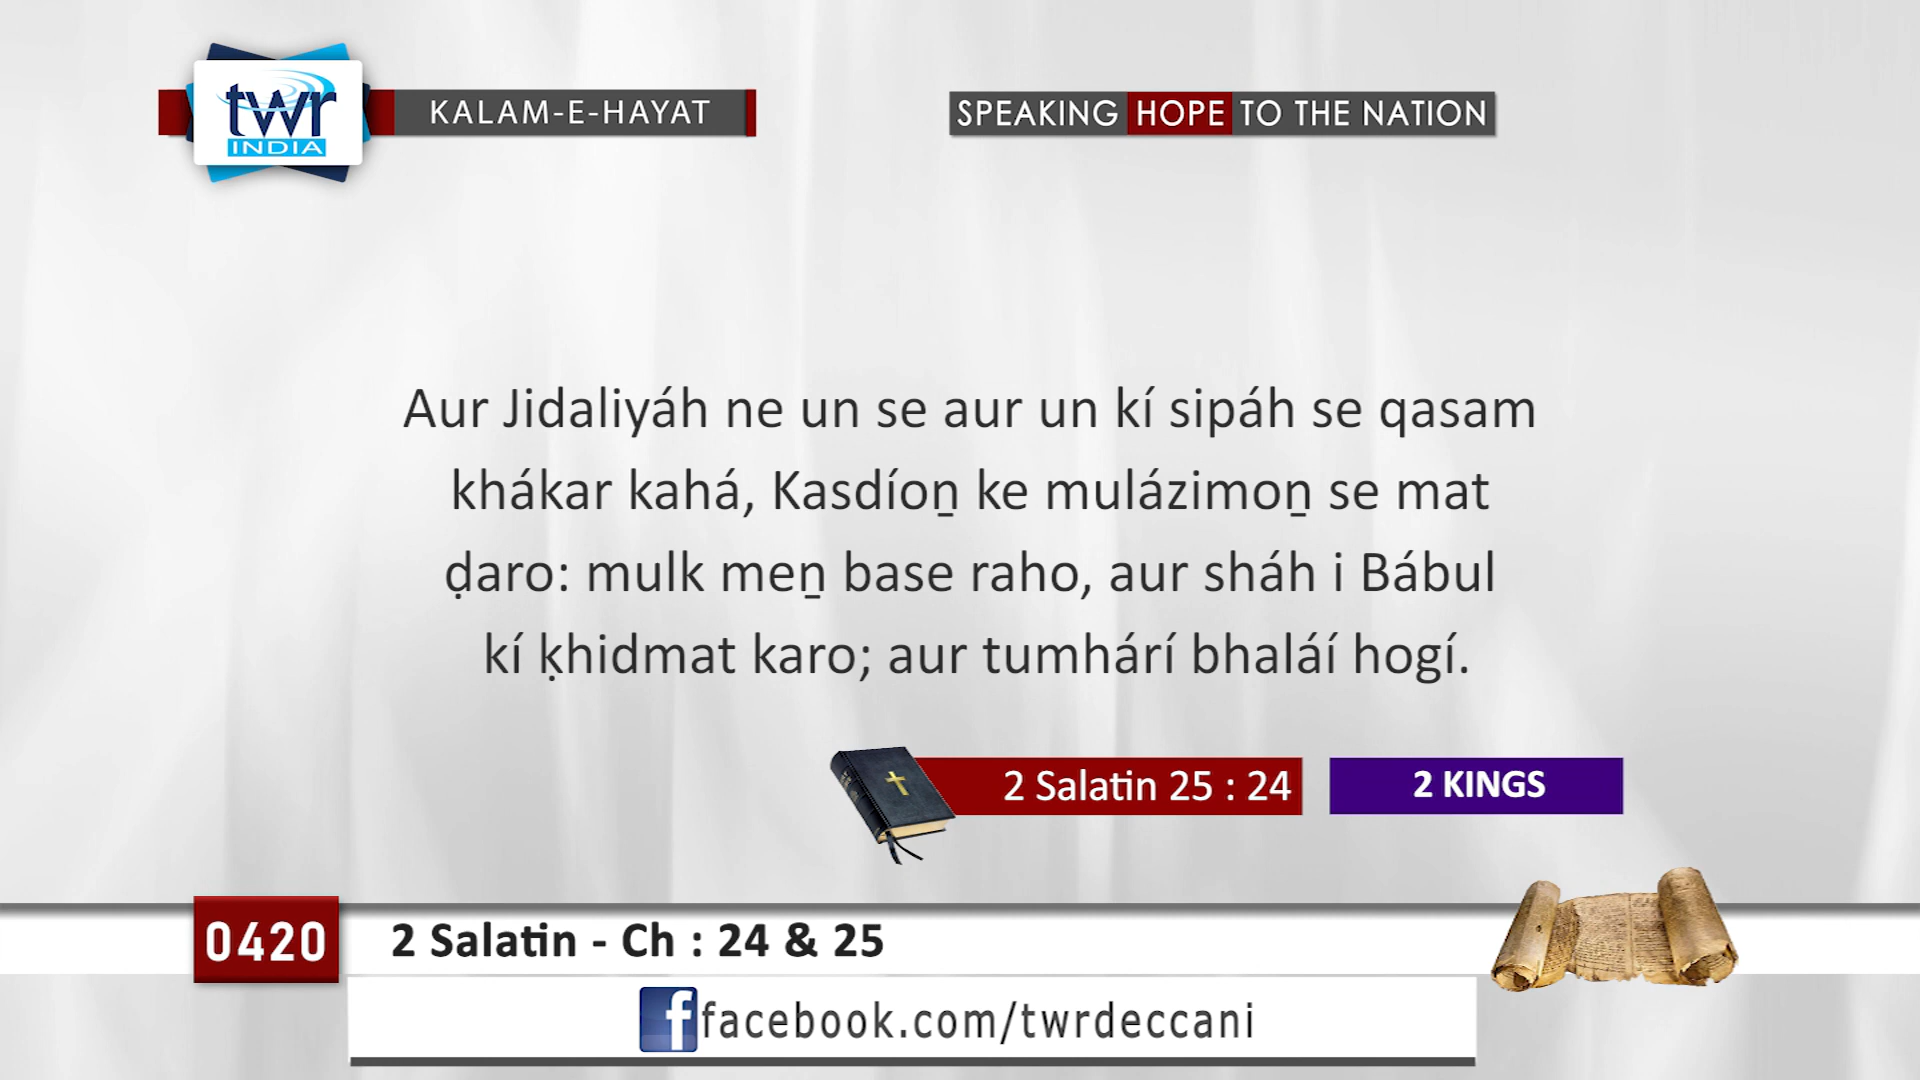 twr
INDIA
KALAM-E-HAYAT
SPEAKING HOPE TO THE NATION
Aur Jidaliyáh ne un se aur un kí sipáh se qasam
khákar kahá, Kasdíoṉ ke mulázimoṉ se mat
ḍaro: mulk meṉ base raho, aur sháh i Bábul
kí ḳhidmat karo; aur tumhárí bhaláí hogí.
2 Salatin 25 : 24
2 KINGS
0420
2 Salatin - Ch : 24 & 25
facebook.com/twrdeccani